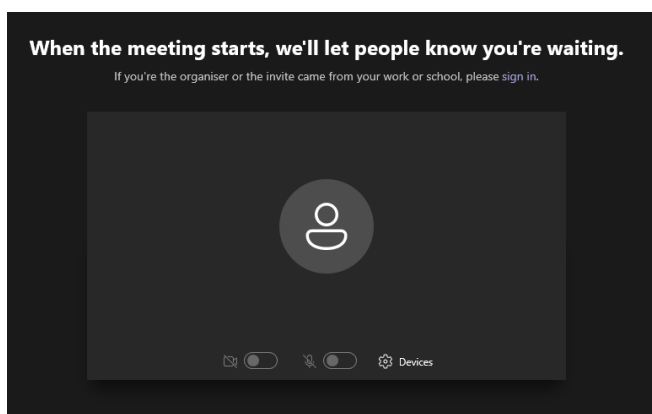 When the meeting starts, we'll let people know you're waiting.
If you're the organiser or the invite came from your work or school, please sign in.
Devices